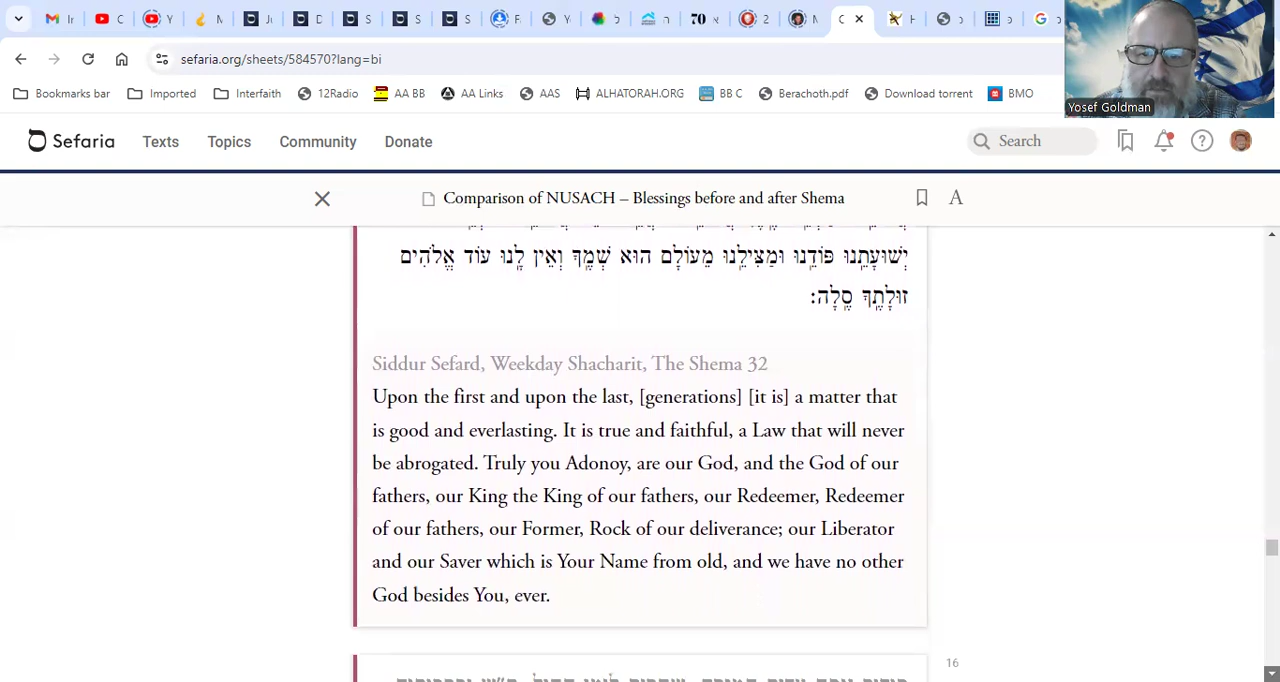 sefaria.org/sheets/584570?lang=bi
Bookmarks bar Imported Interfaith 12Radio AA BB AA Links AAS ALHATORAH.ORG BB C Berachoth.pdf Download torrent BMO
Yosef Goldman
Sefaria Texts Topics Community Donate Search
Comparison of NUSACH – Blessings before and after Shema
יְשׁוּעָתֵֽנוּ פּוֹדֵֽנוּ וּמַצִּילֵֽנוּ מֵעוֹלָם הוּא שְׁמֶֽךָ וְאֵין לָֽנוּ עוֹד אֱלֹהִים
זוּלָתֶֽךָ סֶֽלָה:
Siddur Sefard, Weekday Shacharit, The Shema 32
Upon the first and upon the last, [generations] [it is] a matter that
is good and everlasting. It is true and faithful, a Law that will never
be abrogated. Truly you Adonoy, are our God, and the God of our
fathers, our King the King of our fathers, our Redeemer, Redeemer
of our fathers, our Former, Rock of our deliverance; our Liberator
and our Saver which is Your Name from old, and we have no other
God besides You, ever.
16